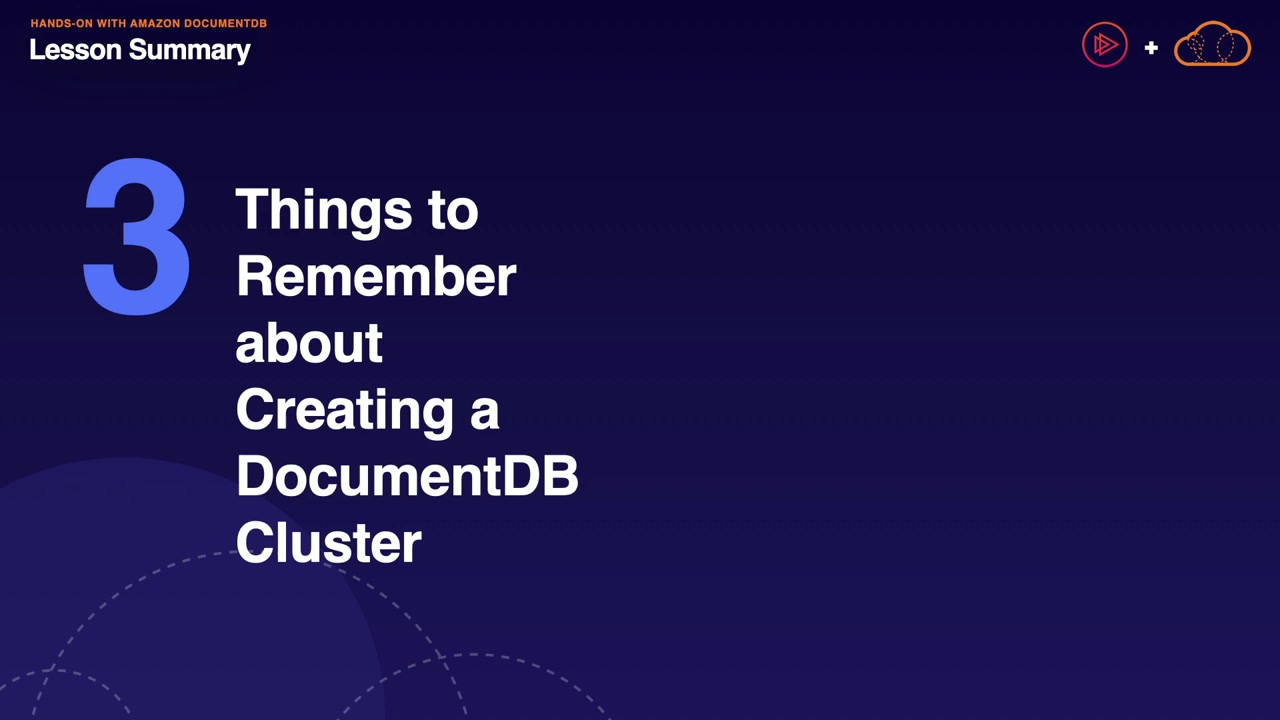 HANDS-ON WITH AMAZON DOCUMENTDB
Lesson Summary
+
3
Things to
Remember
about
Creating a
DocumentDB
Cluster